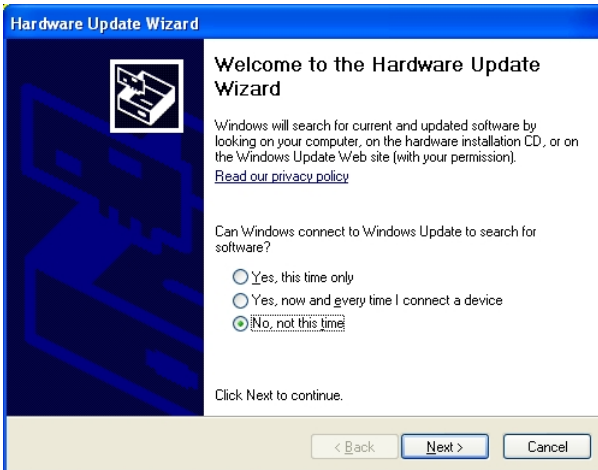 Hardware Update Wizard
Welcome to the Hardware Update
Wizard
Windows will search for current and updated software by
looking on your computer, on the hardware installation CD, or on
the Windows Update Web site (with your permission).
Read our privacy policy
Can Windows connect to Windows Update to search for
software?
Yes, this time only
Yes, now and every time I connect a device
No, not this time
Click Next to continue.
< Back
Next >
Cancel